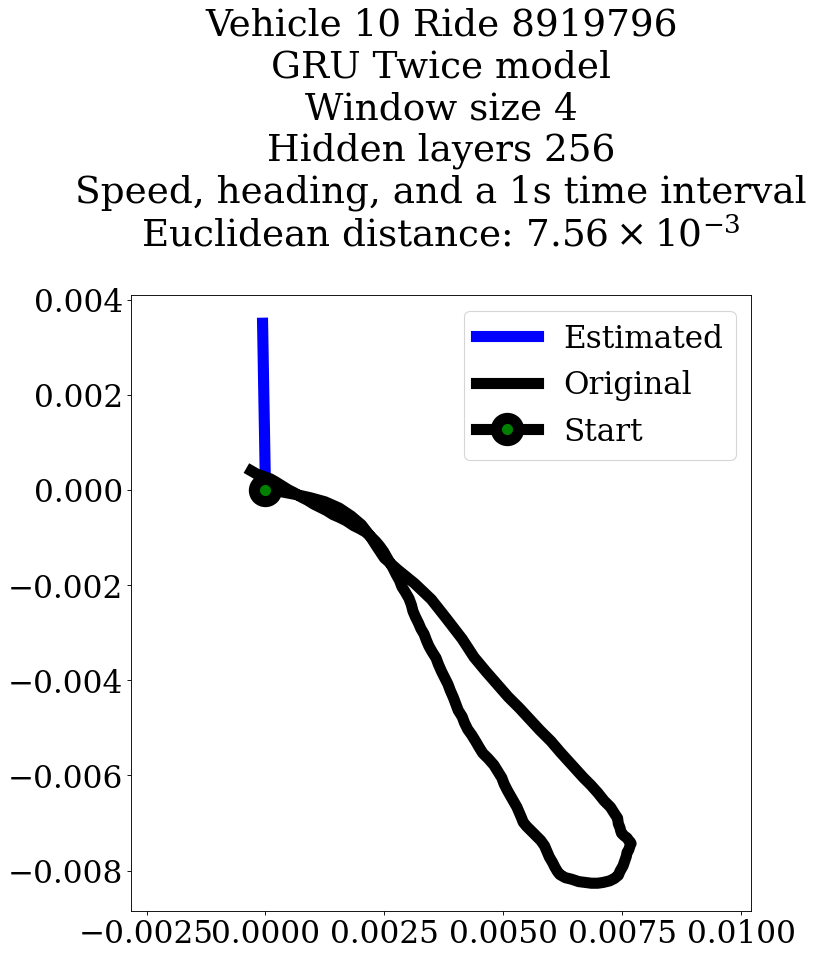 Vehicle 10 Ride 8919796
GRU Twice model
Window size 4
Hidden layers 256
Speed, heading, and a 1s time interval
Euclidean distance: 7.56 × 10⁻³
0.004
0.002
0.000
−0.002
−0.004
−0.006
−0.008
Estimated
Original
Start
−0.0025 0.0000 0.0025 0.0050 0.0075 0.0100